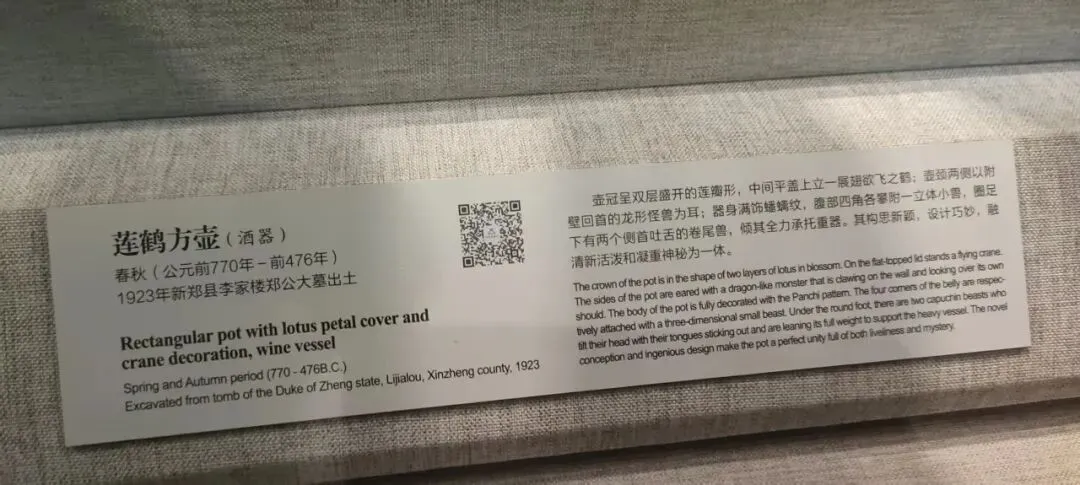 莲鹤方壶（酒器）
春秋（公元前770年－前476年）
1923年新郑县李家楼郑公大墓出土
Rectangular pot with lotus petal cover and
crane decoration, wine vessel
Spring and Autumn period (770 - 476B.C.)
Excavated from tomb of the Duke of Zheng state, Lijialou, Xinzheng county, 1923
壶冠呈双层盛开的莲瓣形，中间平盖上立一展翅欲飞之鹤；壶颈两侧以附
壁回首的龙形怪兽为耳；器身满饰蟠螭纹，腹部四角各攀附一立体小兽，圈足
下有两个侧首吐舌的卷尾兽，倾其全力承托重器。其构思新颖，设计巧妙，融
清新活泼和凝重神秘为一体。
The crown of the pot is in the shape of two layers of lotus in blossom. On the flat-topped lid stands a flying crane.
The sides of the pot are eared with a dragon-like monster that is clawing on the wall and looking over its own
should. The body of the pot is fully decorated with the Panchi pattern. The four corners of the belly are respec-
tively attached with a three-dimensional small beast. Under the round foot, there are two capuchin beasts who
tilt their head with their tongues sticking out and are leaning its full weight to support the heavy vessel. The novel
conception and ingenious design make the pot a perfect unity full of both liveliness and mystery.